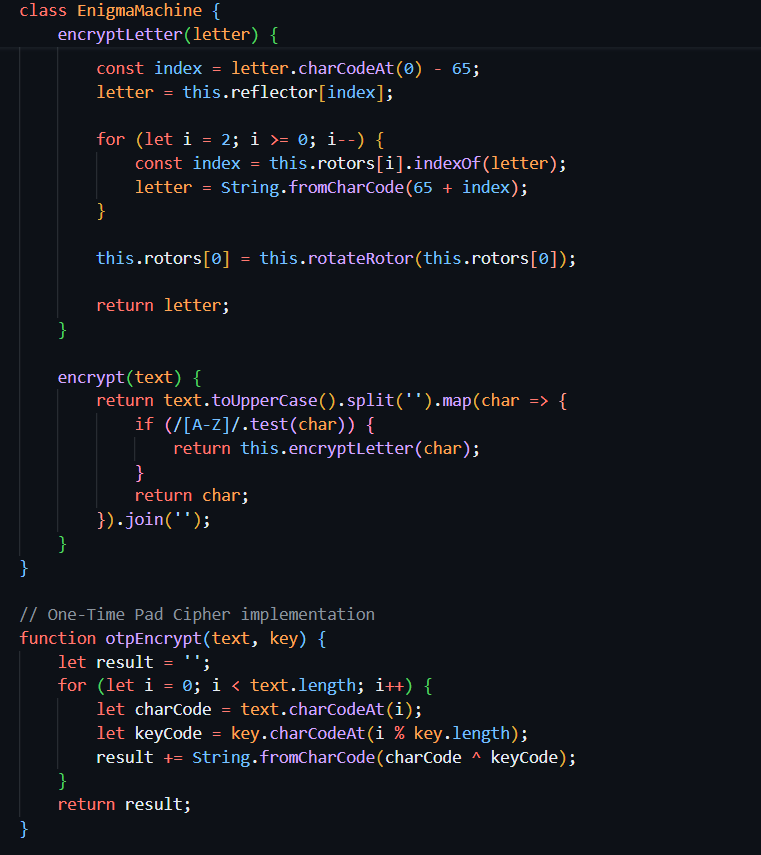 class EnigmaMachine {
    encryptLetter(letter) {
        const index = letter.charCodeAt(0) - 65;
        letter = this.reflector[index];

        for (let i = 2; i >= 0; i--) {
            const index = this.rotors[i].indexOf(letter);
            letter = String.fromCharCode(65 + index);
        }

        this.rotors[0] = this.rotateRotor(this.rotors[0]);

        return letter;
    }

    encrypt(text) {
        return text.toUpperCase().split('').map(char => {
            if (/[A-Z]/.test(char)) {
                return this.encryptLetter(char);
            }
            return char;
        }).join('');
    }
}

// One-Time Pad Cipher implementation
function otpEncrypt(text, key) {
    let result = '';
    for (let i = 0; i < text.length; i++) {
        let charCode = text.charCodeAt(i);
        let keyCode = key.charCodeAt(i % key.length);
        result += String.fromCharCode(charCode ^ keyCode);
    }
    return result;
}